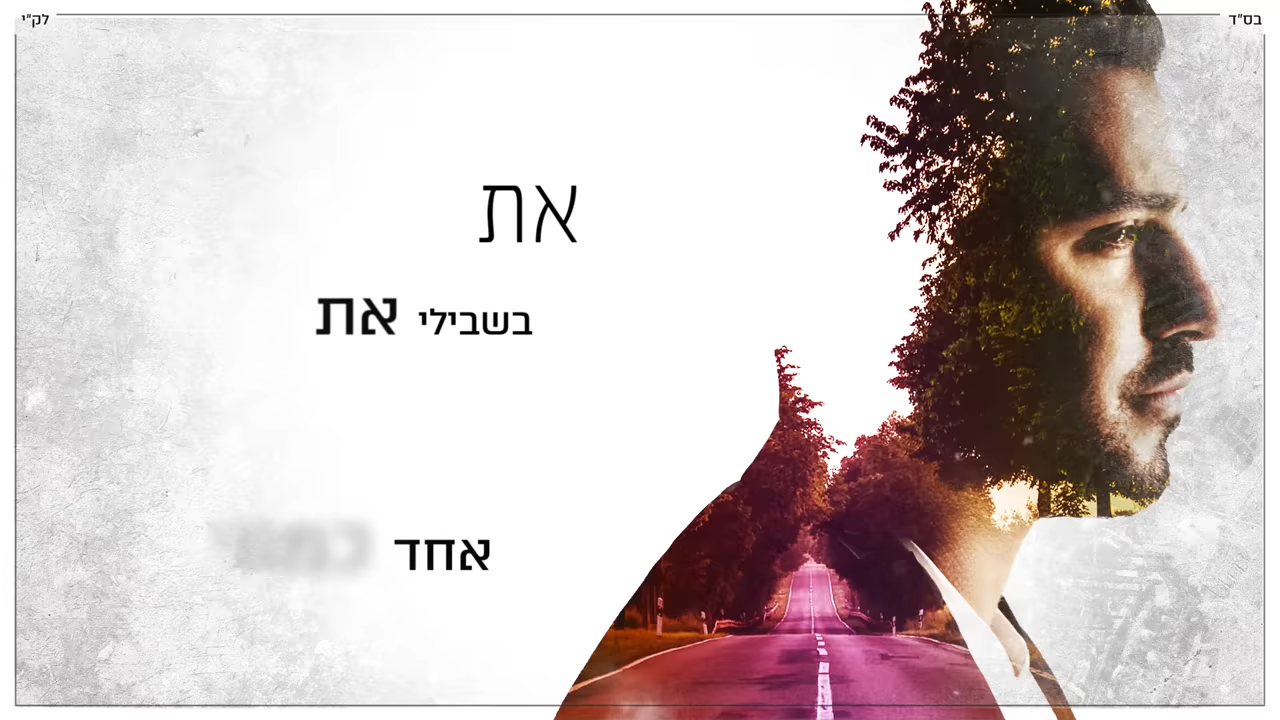 בס"ד
לק"י
את
בשבילי את
אחד